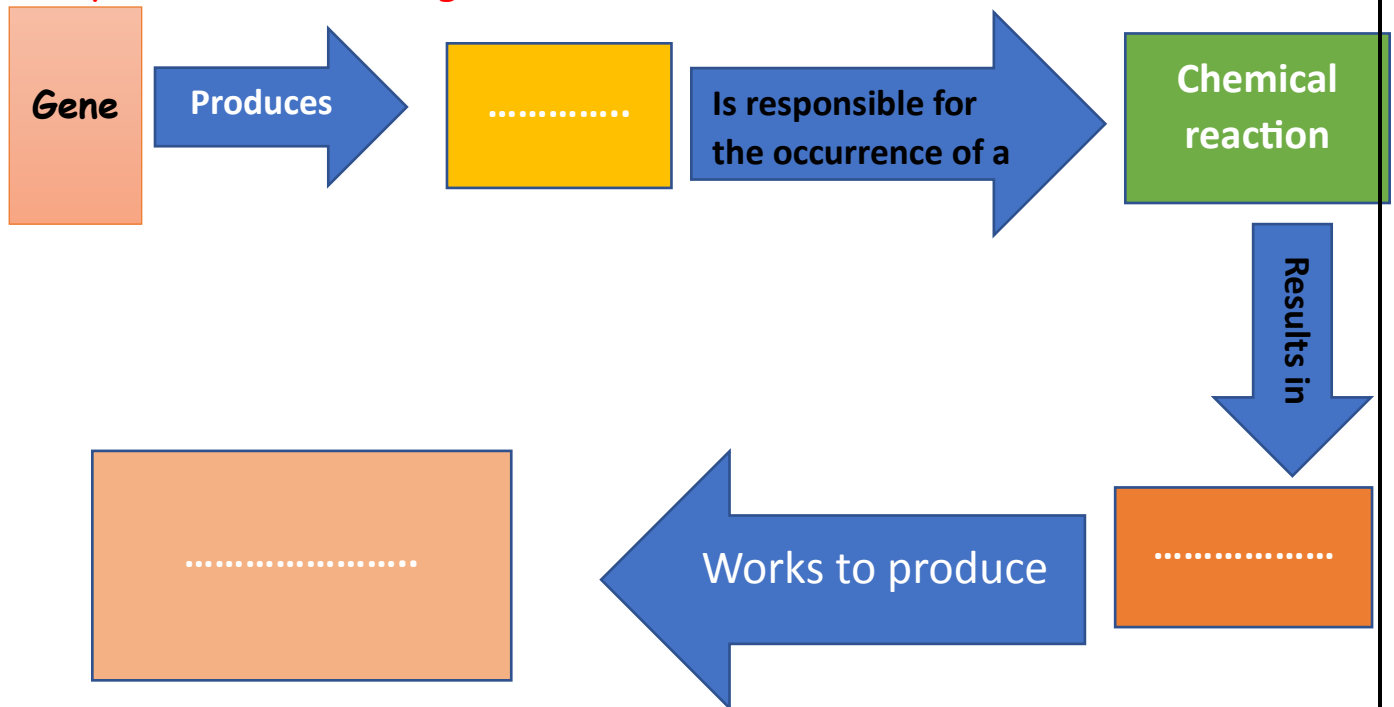 Gene
Produces
..............
Is responsible for
the occurrence of a
Chemical
reaction
Results in
...................
Works to produce
.......................